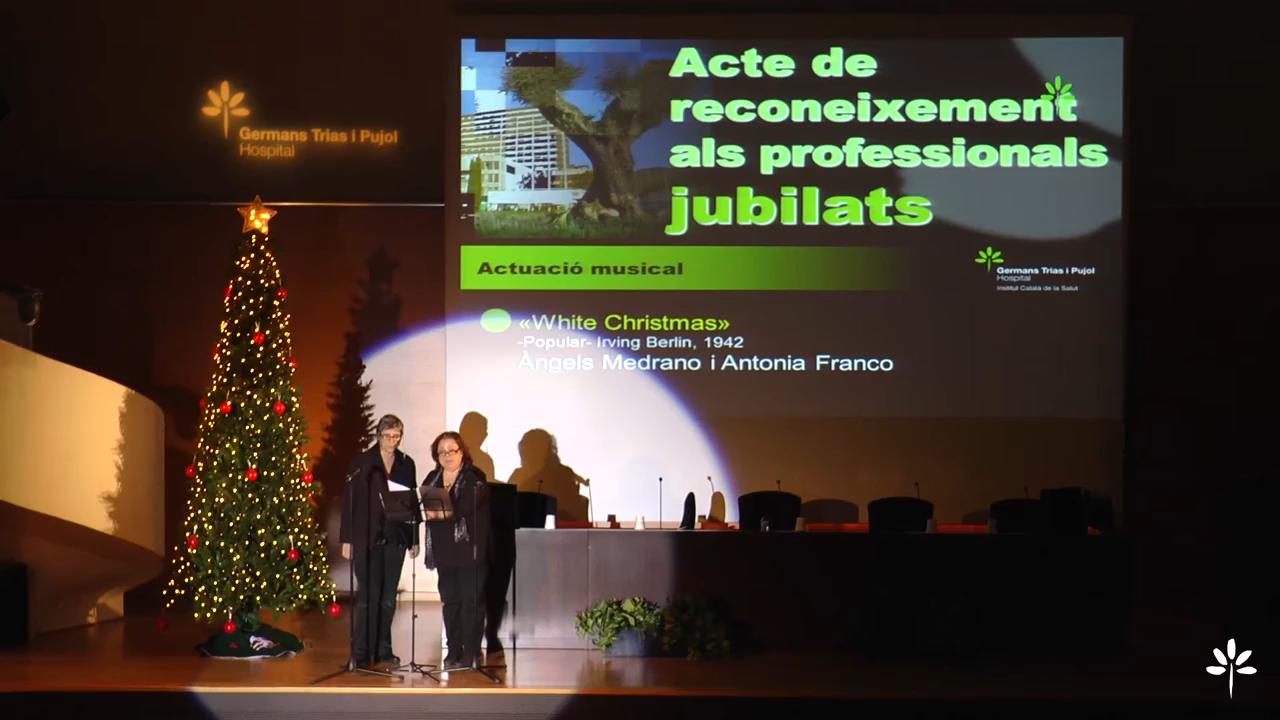 Germans Trias i Pujol
Hospital
Acte de
reconeixement
als professionals
jubilats
Actuació musical
Germans Trias i Pujol
Hospital
Institut Català de la Salut
«White Christmas»
-Popular- Irving Berlin, 1942
Àngels Medrano i Antonia Franco